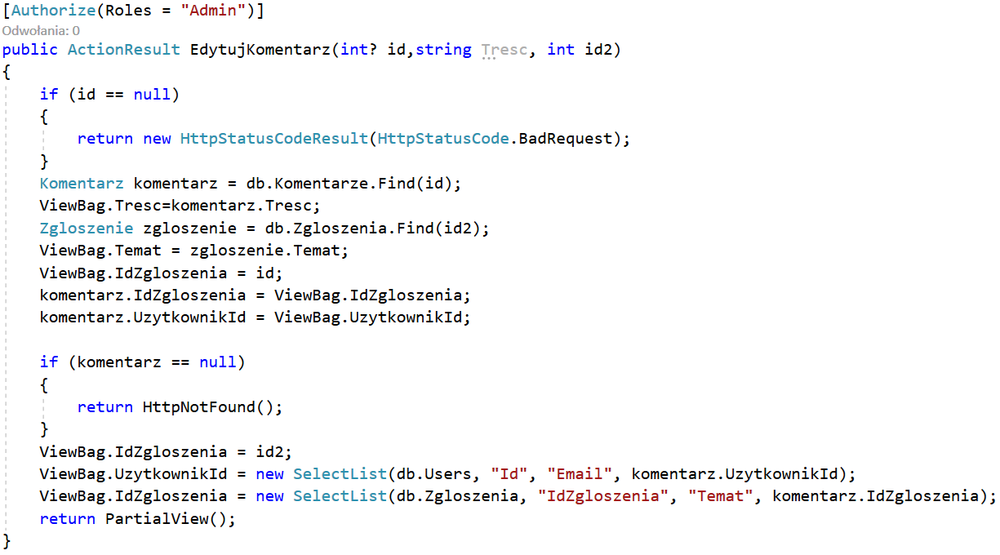 [Authorize(Roles = "Admin")]
Odwołania: 0
public ActionResult EdytujKomentarz(int? id,string Tresc, int id2)
{
    if (id == null)
    {
        return new HttpStatusCodeResult(HttpStatusCode.BadRequest);
    }
    Komentarz komentarz = db.Komentarze.Find(id);
    ViewBag.Tresc=komentarz.Tresc;
    Zgloszenie zgloszenie = db.Zgloszenia.Find(id2);
    ViewBag.Temat = zgloszenie.Temat;
    ViewBag.IdZgloszenia = id;
    komentarz.IdZgloszenia = ViewBag.IdZgloszenia;
    komentarz.UzytkownikId = ViewBag.UzytkownikId;

    if (komentarz == null)
    {
        return HttpNotFound();
    }
    ViewBag.IdZgloszenia = id2;
    ViewBag.UzytkownikId = new SelectList(db.Users, "Id", "Email", komentarz.UzytkownikId);
    ViewBag.IdZgloszenia = new SelectList(db.Zgloszenia, "IdZgloszenia", "Temat", komentarz.IdZgloszenia);
    return PartialView();
}